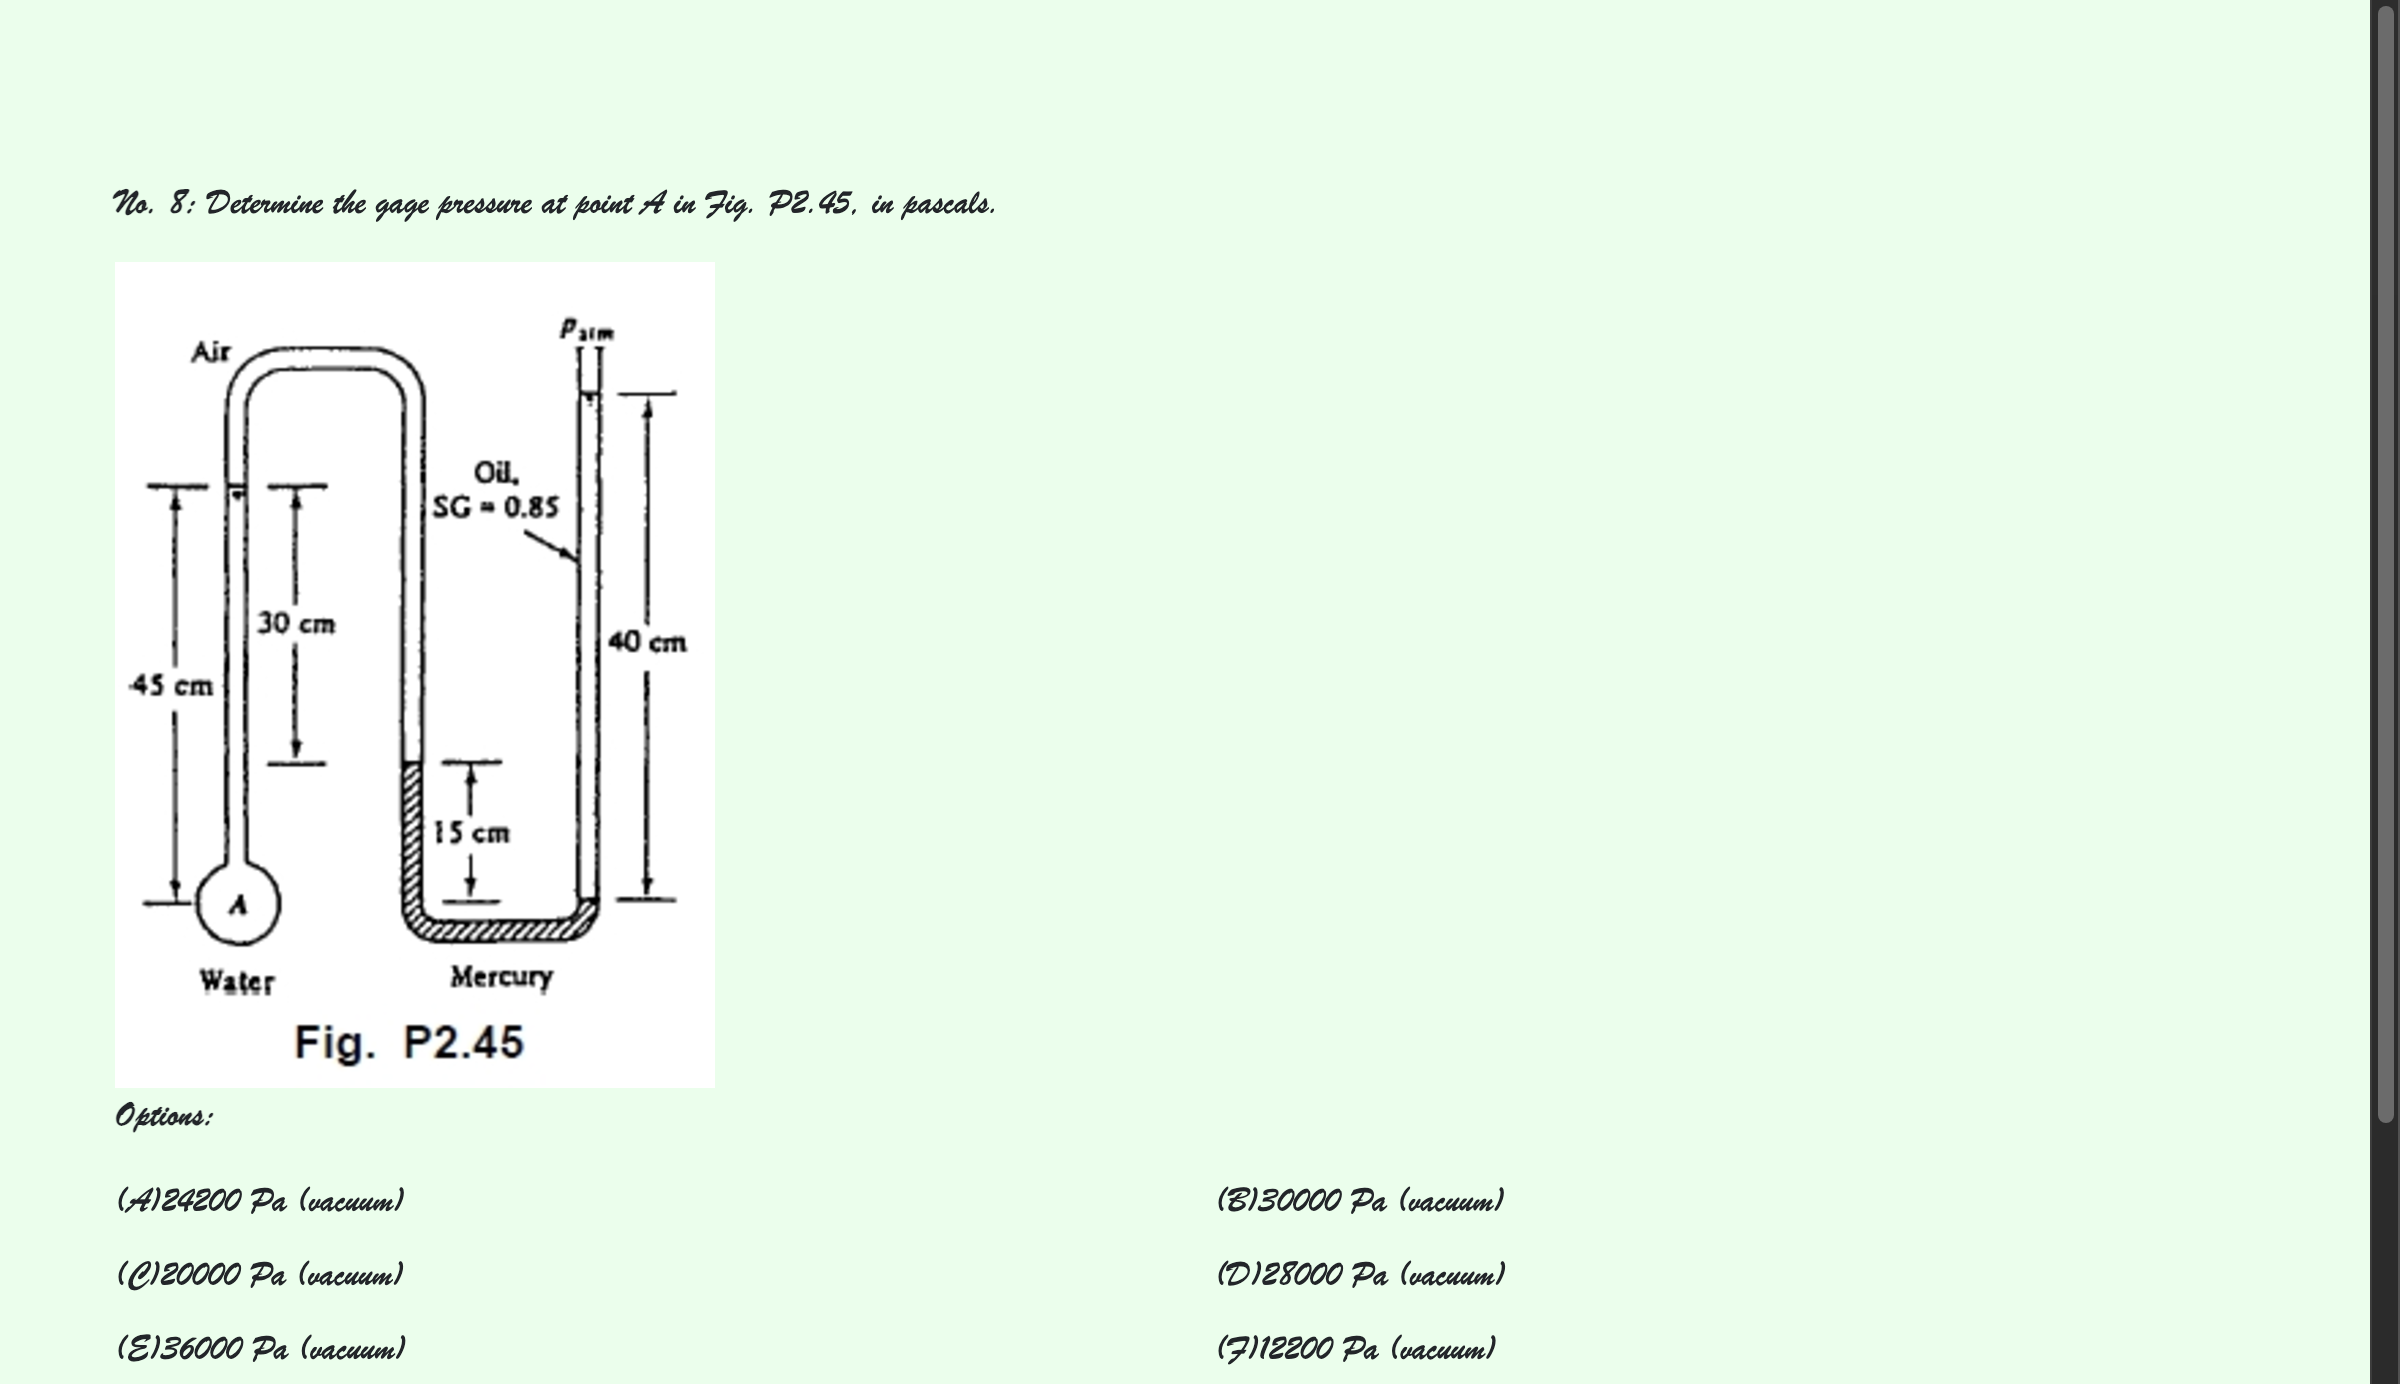 No. 8: Determine the gage pressure at point A in Fig. P2.45, in pascals.
Patm
Air
Oil,
SG = 0.85
30 cm
40 cm
45 cm
15 cm
A
Water
Mercury
Fig. P2.45
Options:
(A)24200 Pa (vacuum)
(B)30000 Pa (vacuum)
(C)20000 Pa (vacuum)
(D)28000 Pa (vacuum)
(E)36000 Pa (vacuum)
(F)12200 Pa (vacuum)